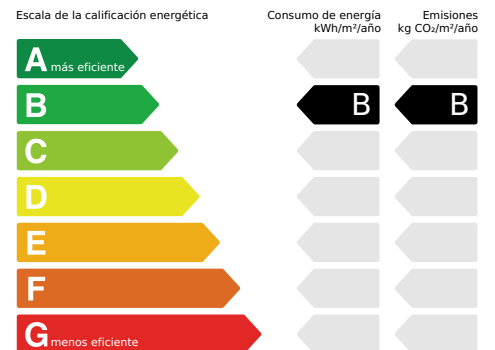 Escala de la calificación energética
Consumo de energía
kWh/m²/año
Emisiones
kg CO₂/m²/año
A más eficiente
B B B
C
D
E
F
G menos eficiente